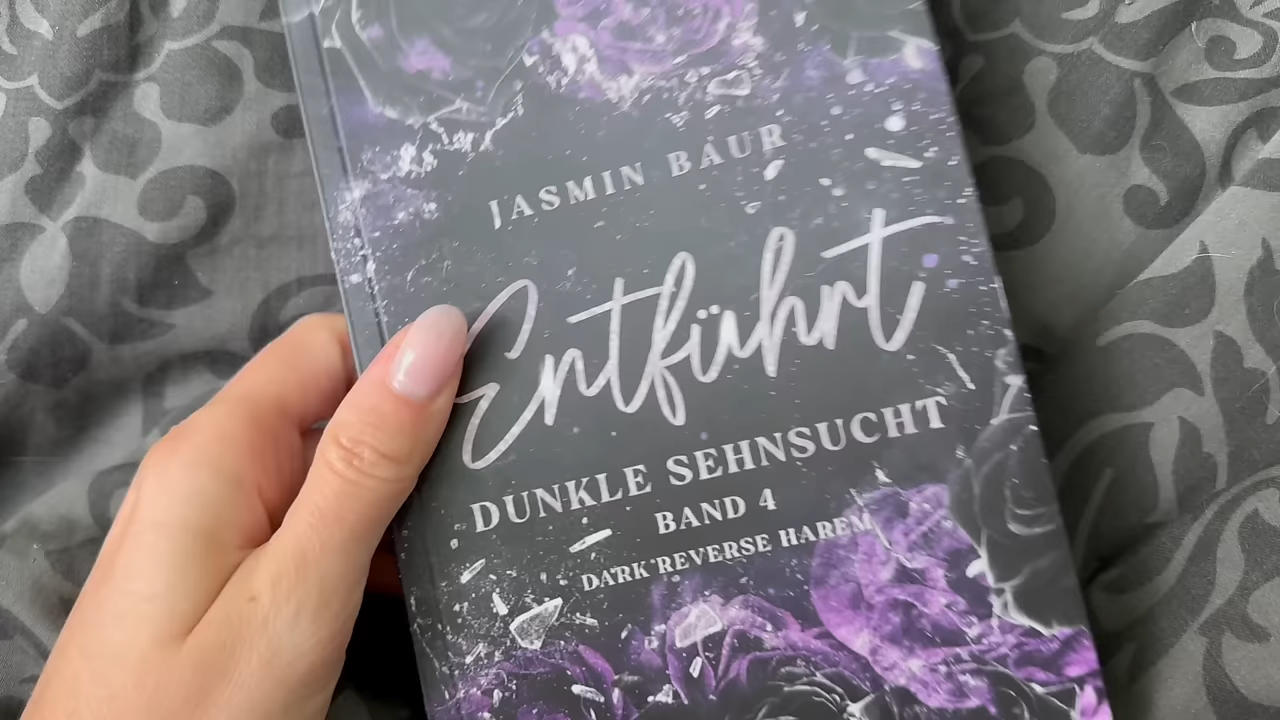 JASMIN BAUR
Entführt
DUNKLE SEHNSUCHT
BAND 4
DARK REVERSE HAREM